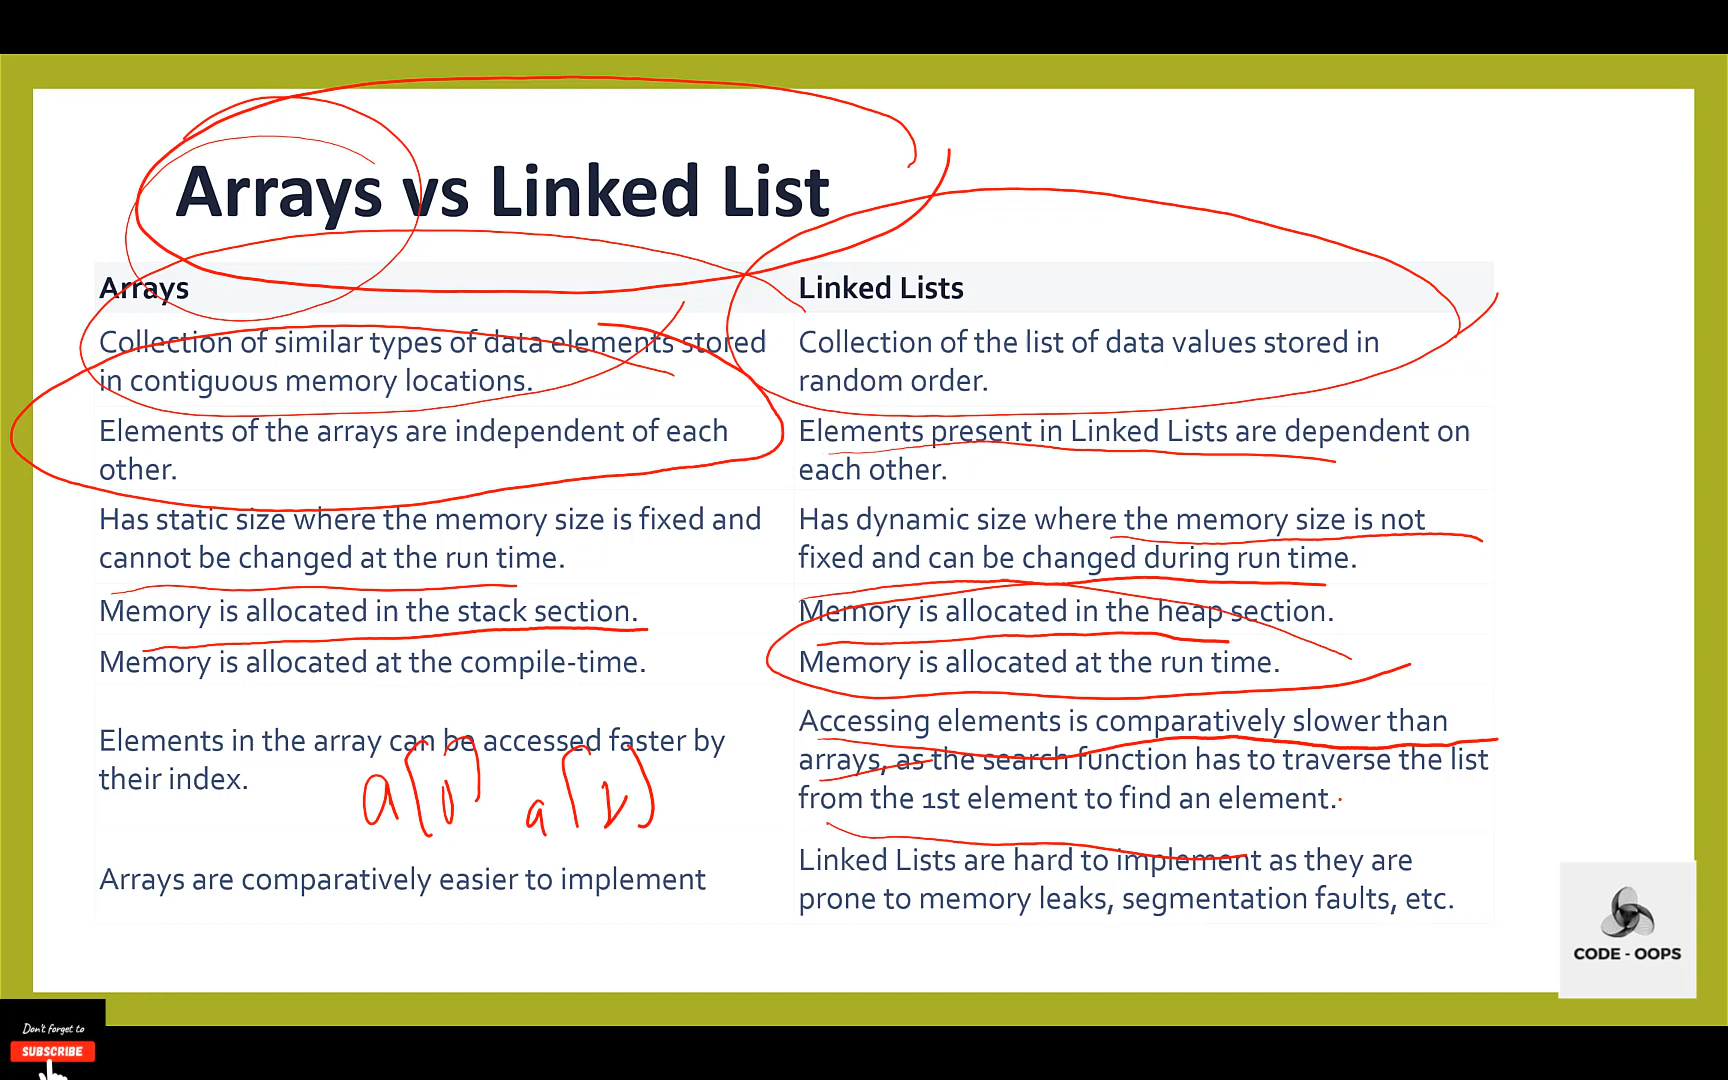 Arrays vs Linked List
Arrays
Linked Lists
Collection of similar types of data elements stored
in contiguous memory locations.
Collection of the list of data values stored in
random order.
Elements of the arrays are independent of each
other.
Elements present in Linked Lists are dependent on
each other.
Has static size where the memory size is fixed and
cannot be changed at the run time.
Has dynamic size where the memory size is not
fixed and can be changed during run time.
Memory is allocated in the stack section.
Memory is allocated in the heap section.
Memory is allocated at the compile-time.
Memory is allocated at the run time.
Elements in the array can be accessed faster by
their index.
a[0] a[
Accessing elements is comparatively slower than
arrays, as the search function has to traverse the list
from the 1st element to find an element.
Arrays are comparatively easier to implement
Linked Lists are hard to implement as they are
prone to memory leaks, segmentation faults, etc.
CODE - OOPS
Don't forget to
SUBSCRIBE